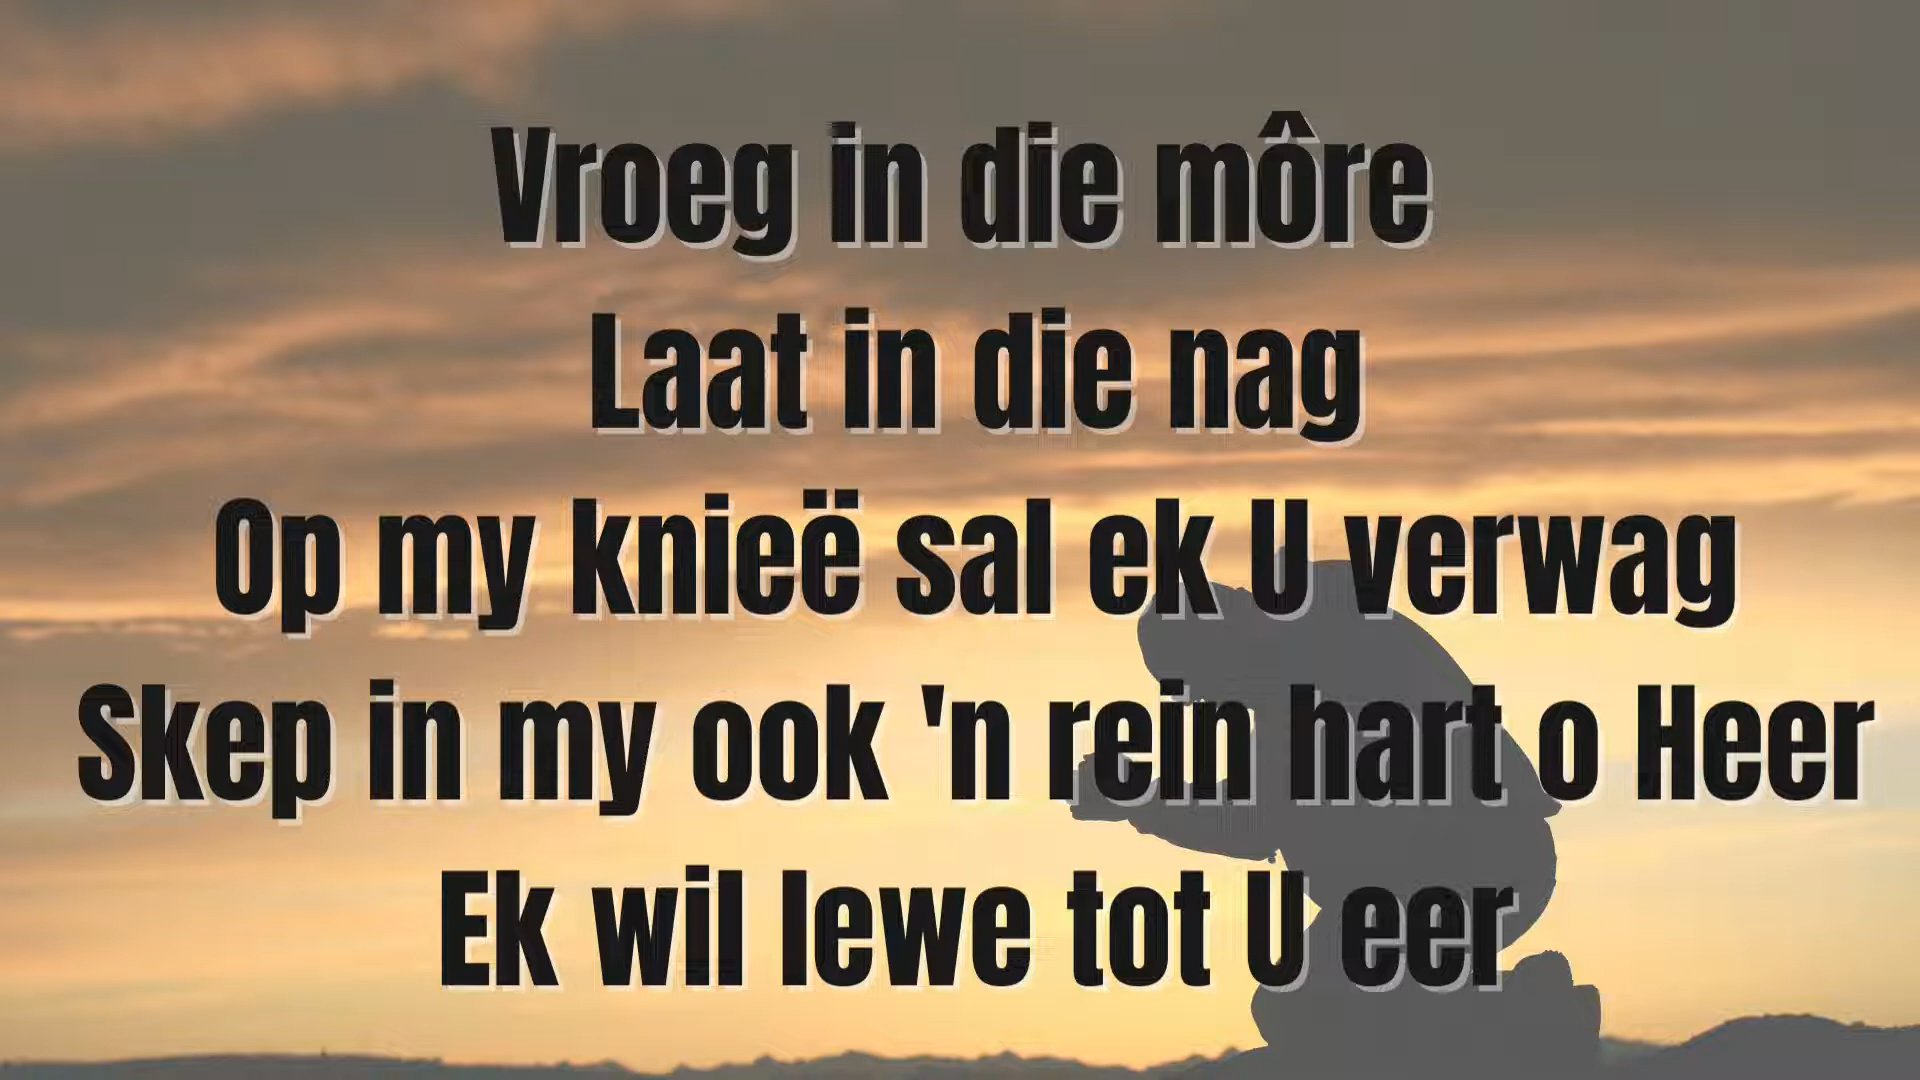 Vroeg in die môre
Laat in die nag
Op my knieë sal ek U verwag
Skep in my ook 'n rein hart o Heer
Ek wil lewe tot U eer